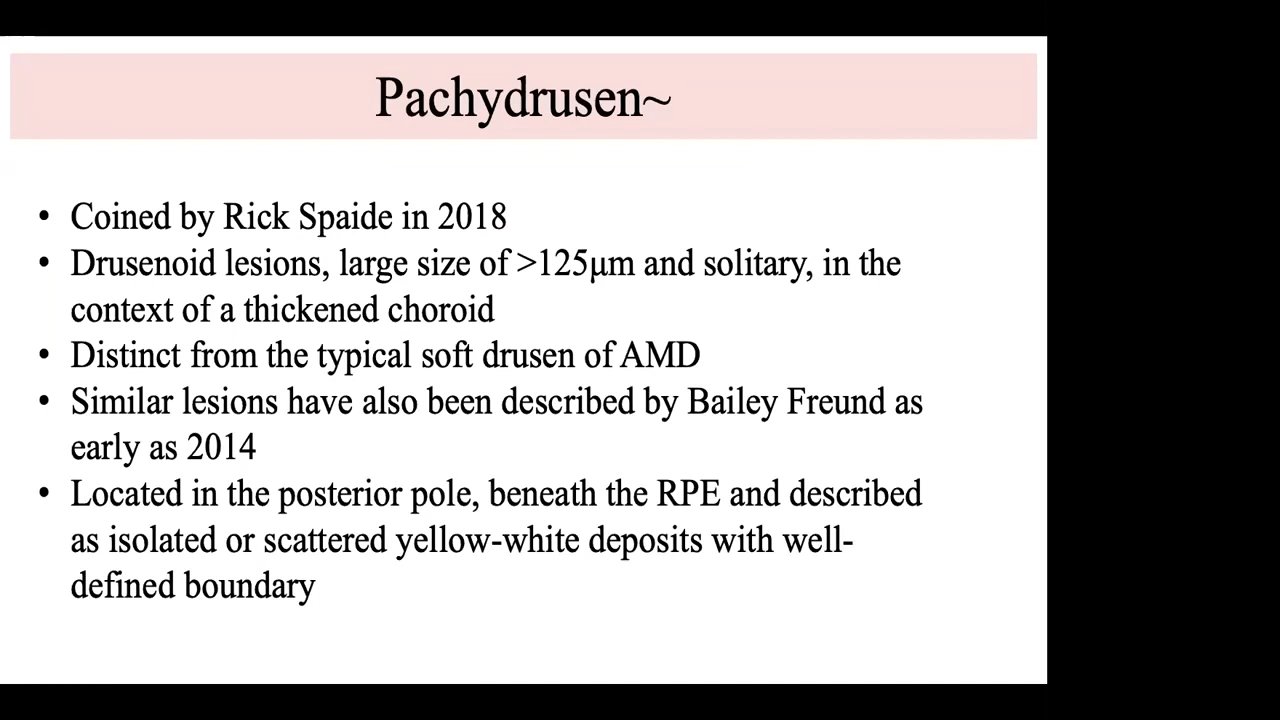 Pachydrusen~
• Coined by Rick Spaide in 2018
• Drusenoid lesions, large size of >125μm and solitary, in the
context of a thickened choroid
• Distinct from the typical soft drusen of AMD
• Similar lesions have also been described by Bailey Freund as
early as 2014
• Located in the posterior pole, beneath the RPE and described
as isolated or scattered yellow-white deposits with well-
defined boundary